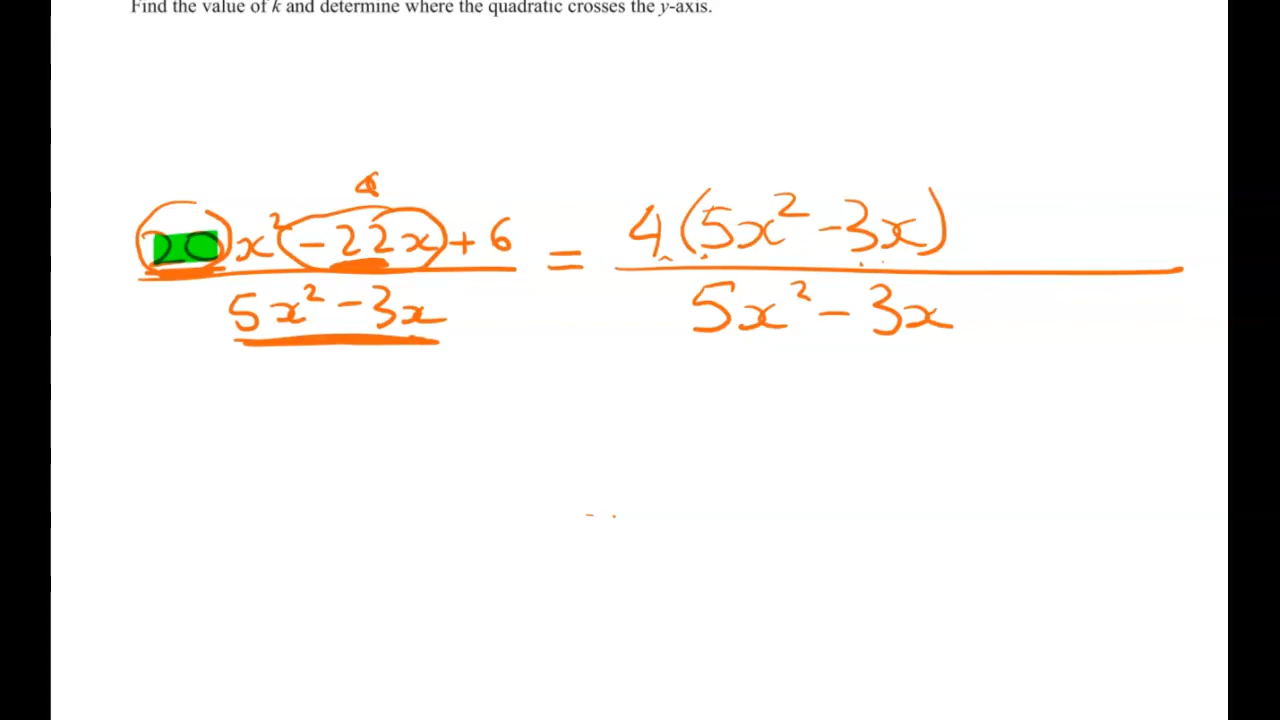 Find the value of k and determine where the quadratic crosses the y-axis.
4
20x² - 22x + 6 = 4(5x² - 3x)
5x² - 3x 5x² - 3x